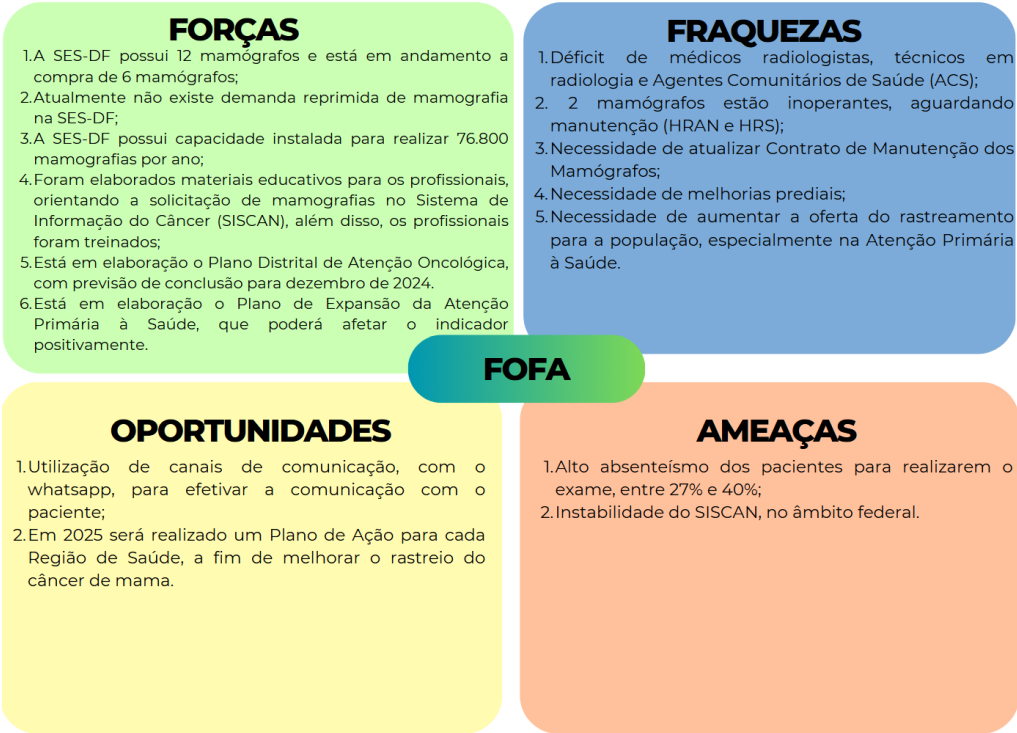 FORÇAS
1.A SES-DF possui 12 mamógrafos e está em andamento a
compra de 6 mamógrafos;
2.Atualmente não existe demanda reprimida de mamografia
na SES-DF;
3.A SES-DF possui capacidade instalada para realizar 76.800
mamografias por ano;
4.Foram elaborados materiais educativos para os profissionais,
orientando a solicitação de mamografias no Sistema de
Informação do Câncer (SISCAN), além disso, os profissionais
foram treinados;
5.Está em elaboração o Plano Distrital de Atenção Oncológica,
com previsão de conclusão para dezembro de 2024.
6.Está em elaboração o Plano de Expansão da Atenção
Primária à Saúde, que poderá afetar o indicador
positivamente.
FRAQUEZAS
1.Déficit de médicos radiologistas, técnicos em
radiologia e Agentes Comunitários de Saúde (ACS);
2. 2 mamógrafos estão inoperantes, aguardando
manutenção (HRAN e HRS);
3.Necessidade de atualizar Contrato de Manutenção dos
Mamógrafos;
4.Necessidade de melhorias prediais;
5.Necessidade de aumentar a oferta do rastreamento
para a população, especialmente na Atenção Primária
à Saúde.
FOFA
OPORTUNIDADES
1.Utilização de canais de comunicação, com o
whatsapp, para efetivar a comunicação com o
paciente;
2.Em 2025 será realizado um Plano de Ação para cada
Região de Saúde, a fim de melhorar o rastreio do
câncer de mama.
AMEAÇAS
1.Alto absenteísmo dos pacientes para realizarem o
exame, entre 27% e 40%;
2.Instabilidade do SISCAN, no âmbito federal.